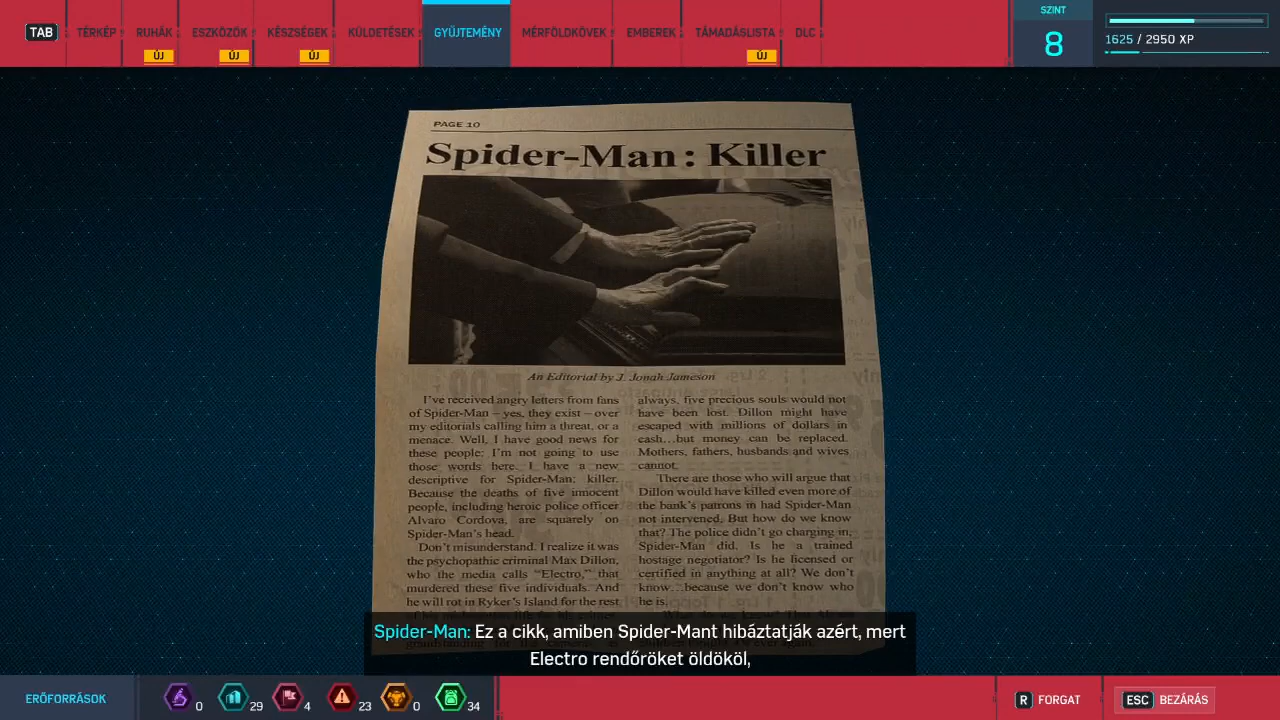 TAB TÉRKÉP RUHÁK ESZKÖZÖK KÉSZSÉGEK KÜLDETÉSEK GYŰJTEMÉNY MÉRFÖLDKÖVEK EMBEREK TÁMADÁSLISTA DLC
ÚJ ÚJ ÚJ ÚJ
SZINT
8
1625 / 2950 XP
PAGE 10
Spider-Man: Killer
An Editorial by J. Jonah Jameson
I've received angry letters from fans
of Spider-Man – yes, they exist – over
my editorials calling him a threat, or a
menace. Well, I have good news for
these people: I'm not going to use
those words here. I have a new
descriptive for Spider-Man: killer.
Because the deaths of five innocent
people, including heroic police officer
Alvaro Cordova, are squarely on
Spider-Man's head.
Don't misunderstand. I realize it was
the psychopathic criminal Max Dillon,
who the media calls "Electro," that
murdered these five individuals. And
he will rot in Ryker's Island for the rest
always, five precious souls would not
have been lost. Dillon might have
escaped with millions of dollars in
cash...but money can be replaced.
Mothers, fathers, husbands and wives
cannot.
There are those who will argue that
Dillon would have killed even more of
the bank's patrons in had Spider-Man
not intervened. But how do we know
that? The police didn't go charging in,
Spider-Man did. Is he a trained
hostage negotiator? Is he licensed or
certified in anything at all? We don't
know...because we don't know who
he is.
Spider-Man: Ez a cikk, amiben Spider-Mant hibáztatják azért, mert
Electro rendőröket öldököl,
ERŐFORRÁSOK 0 29 4 23 0 34
R FORGAT ESC BEZÁRÁS